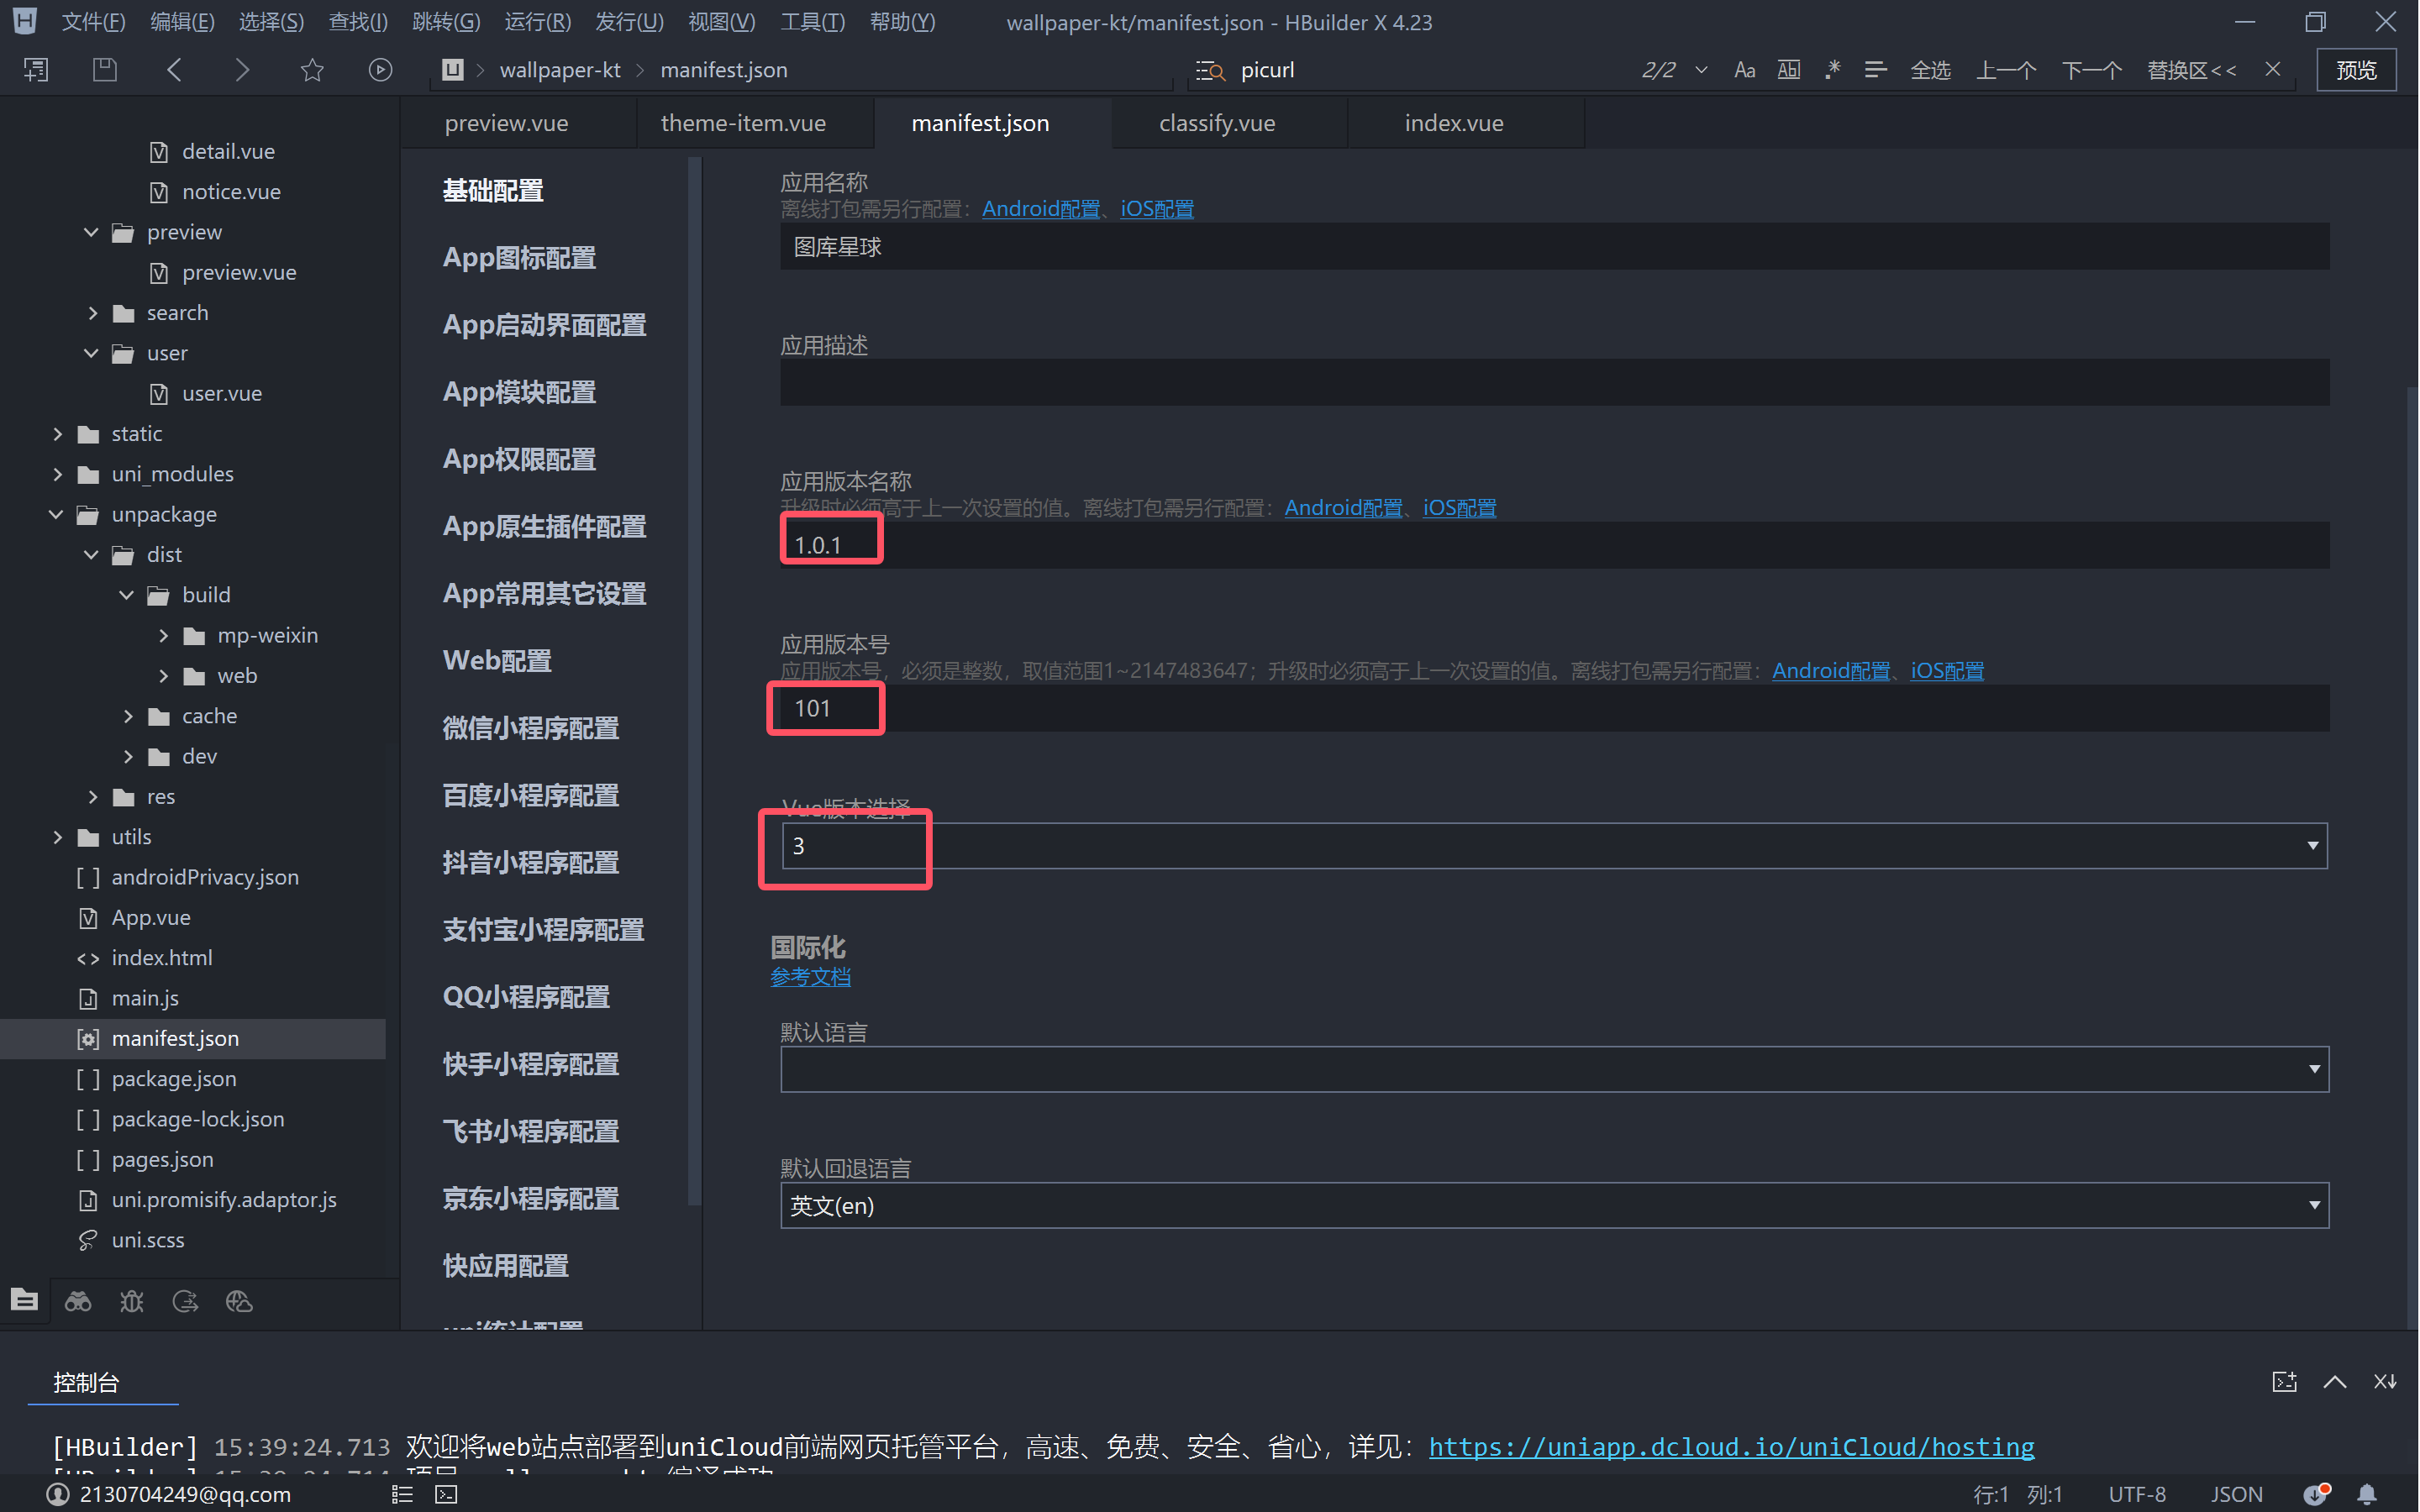 文件(F) 编辑(E) 选择(S) 查找(I) 跳转(G) 运行(R) 发行(U) 视图(V) 工具(T) 帮助(Y) wallpaper-kt/manifest.json - HBuilder X 4.23
wallpaper-kt manifest.json picurl 2/2 Aa Ab .* 全选 上一个 下一个 替换区<< 预览
preview.vue theme-item.vue manifest.json classify.vue index.vue
detail.vue
notice.vue
preview
preview.vue
search
user
user.vue
static
uni_modules
unpackage
dist
build
mp-weixin
web
cache
dev
res
utils
androidPrivacy.json
App.vue
index.html
main.js
manifest.json
package.json
package-lock.json
pages.json
uni.promisify.adaptor.js
uni.scss
基础配置
App图标配置
App启动界面配置
App模块配置
App权限配置
App原生插件配置
App常用其它设置
Web配置
微信小程序配置
百度小程序配置
抖音小程序配置
支付宝小程序配置
QQ小程序配置
快手小程序配置
飞书小程序配置
京东小程序配置
快应用配置
uni统计配置
应用名称
离线打包需另行配置：Android配置、iOS配置
图库星球
应用描述
应用版本名称
升级时必须高于上一次设置的值。离线打包需另行配置：Android配置、iOS配置
1.0.1
应用版本号
应用版本号，必须是整数，取值范围1~2147483647；升级时必须高于上一次设置的值。离线打包需另行配置：Android配置、iOS配置
101
Vue版本选择
3
国际化
参考文档
默认语言
默认回退语言
英文(en)
控制台
[HBuilder] 15:39:24.713 欢迎将web站点部署到uniCloud前端网页托管平台，高速、免费、安全、省心，详见：https://uniapp.dcloud.io/uniCloud/hosting
[HBuilder] 15:39:24.714 项目 wallpaper-kt 编译成功
2130704249@qq.com 行:1 列:1 UTF-8 JSON